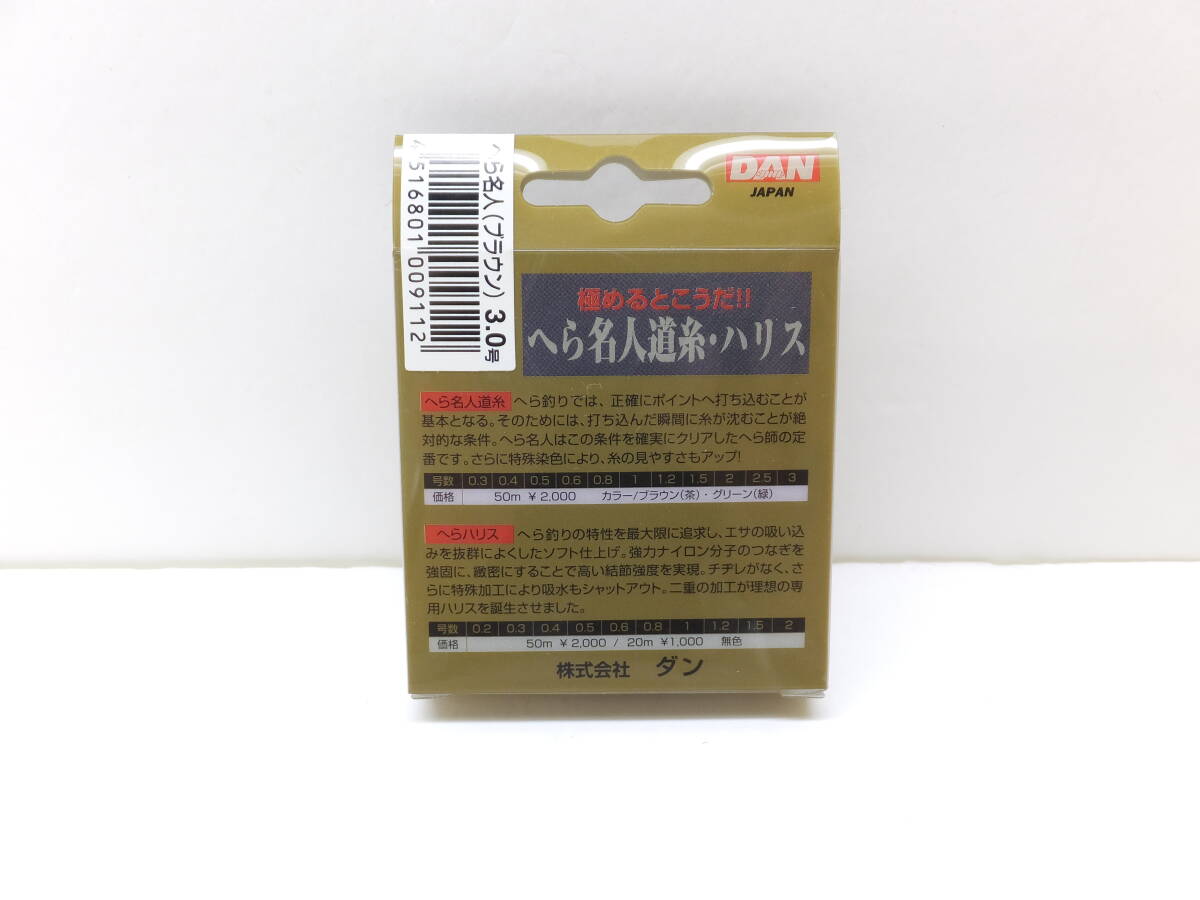 へら名人(ブラウン) 3.0号
4 516801 009112
DAN
JAPAN
極めるとこうだ!!
へら名人道糸・ハリス
へら名人道糸 へら釣りでは、正確にポイントへ打ち込むことが
基本となる。そのためには、打ち込んだ瞬間に糸が沈むことが絶
対的な条件。へら名人はこの条件を確実にクリアしたへら師の定
番です。さらに特殊染色により、糸の見やすさもアップ!
号数 0.3 0.4 0.5 0.6 0.8 1 1.2 1.5 2 2.5 3
価格 50m ¥2,000 カラー/ブラウン(茶)・グリーン(緑)
へらハリス へら釣りの特性を最大限に追求し、エサの吸い込
みを抜群によくしたソフト仕上げ。強力ナイロン分子のつなぎを
強固に、緻密にすることで高い結節強度を実現。チヂレがなく、さ
らに特殊加工により吸水もシャットアウト。二重の加工が理想の専
用ハリスを誕生させました。
号数 0.2 0.3 0.4 0.5 0.6 0.8 1 1.2 1.5 2
価格 50m ¥2,000 / 20m ¥1,000 無色
株式会社 ダン